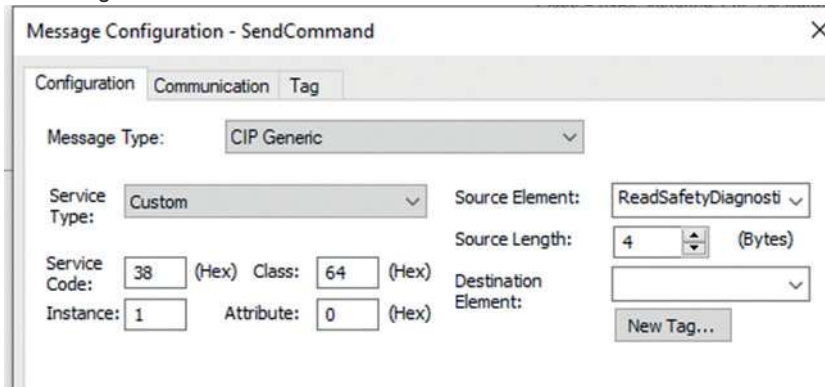 Message Configuration - SendCommand
Configuration Communication Tag
Message Type: CIP Generic
Service Type: Custom
Source Element: ReadSafetyDiagnosti
Source Length: 4 (Bytes)
Service Code: 38 (Hex) Class: 64 (Hex)
Destination Element:
Instance: 1 Attribute: 0 (Hex)
New Tag...